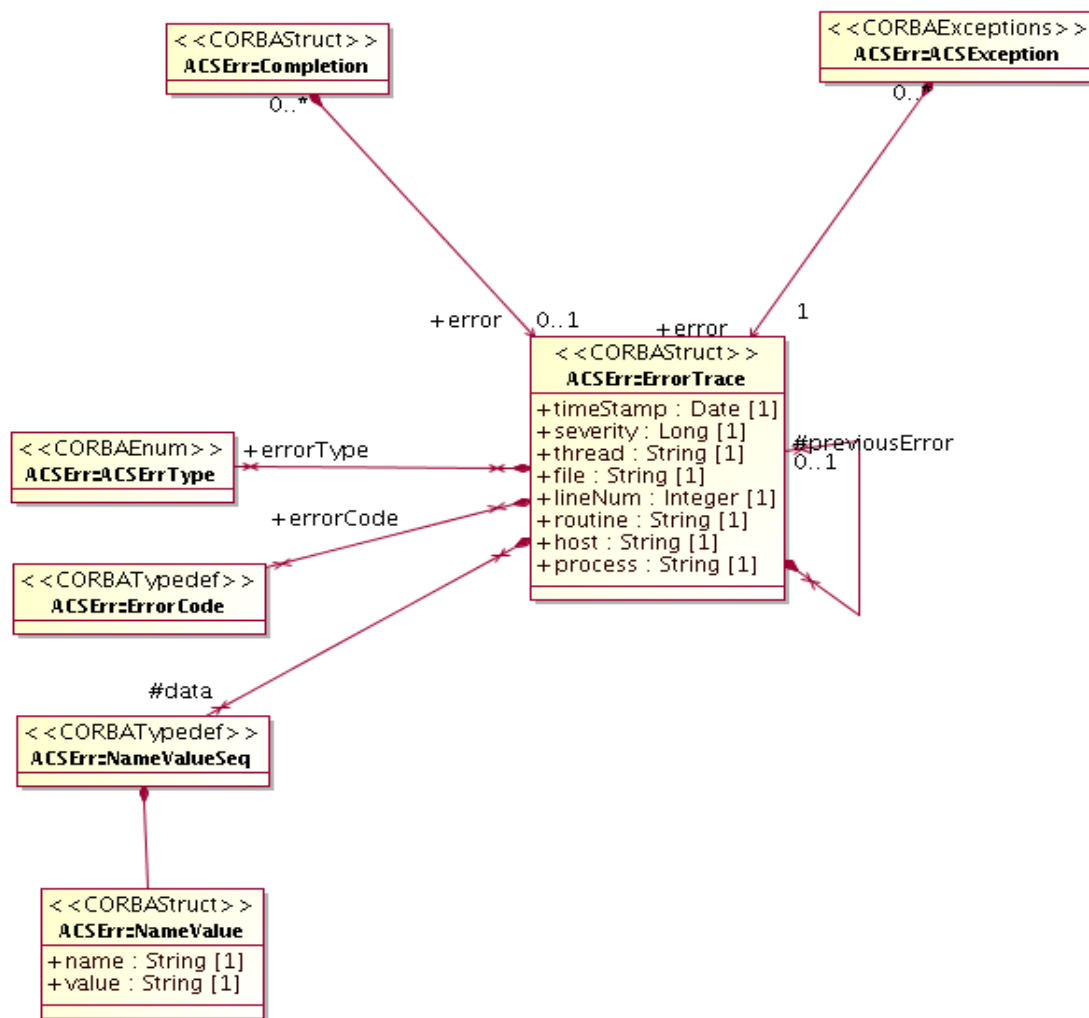 <<CORBAStruct>>
ACSErr::Completion
0..*
<<CORBAExceptions>>
ACSErr::ACSException
0..*
+error
0..1
+error
1
<<CORBAStruct>>
ACSErr::ErrorTrace
+timeStamp : Date [1]
+severity : Long [1]
+thread : String [1]
+file : String [1]
+lineNum : Integer [1]
+routine : String [1]
+host : String [1]
+process : String [1]
#previousError
0..1
<<CORBAEnum>>
ACSErr::ACSErrType
+errorType
+errorCode
<<CORBATypedef>>
ACSErr::ErrorCode
#data
<<CORBATypedef>>
ACSErr::NameValueSeq
<<CORBAStruct>>
ACSErr::NameValue
+name : String [1]
+value : String [1]